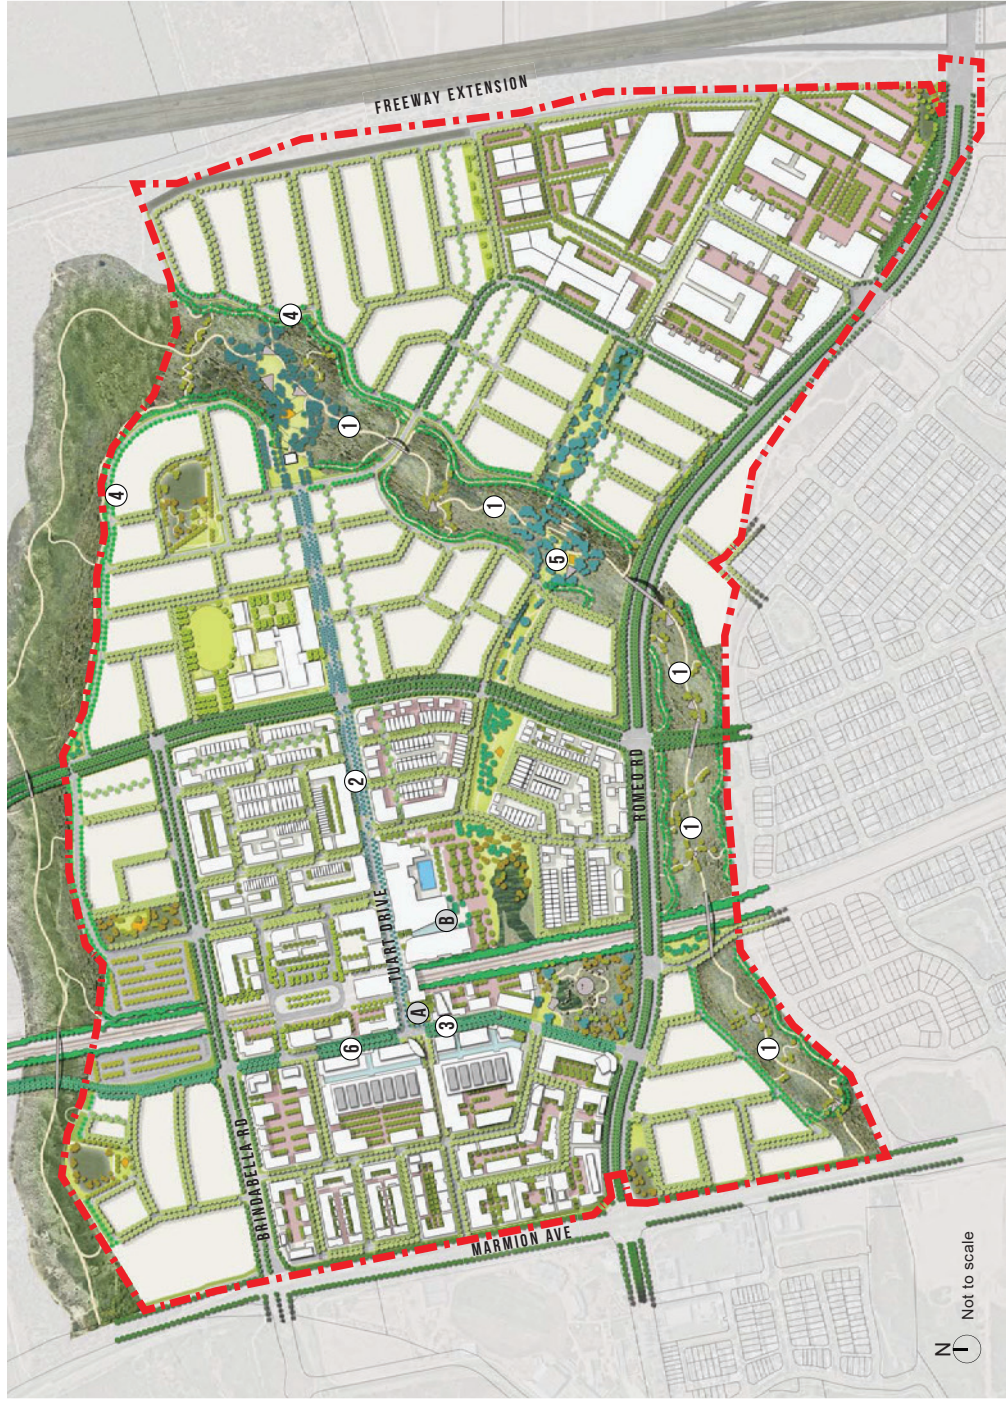 FREEWAY EXTENSION
4
4
1
1
5
1
ROMEO RD
2
1
TUART DRIVE
B
A
3
6
1
BRINDABELLA RD
MARMION AVE
N
Not to scale